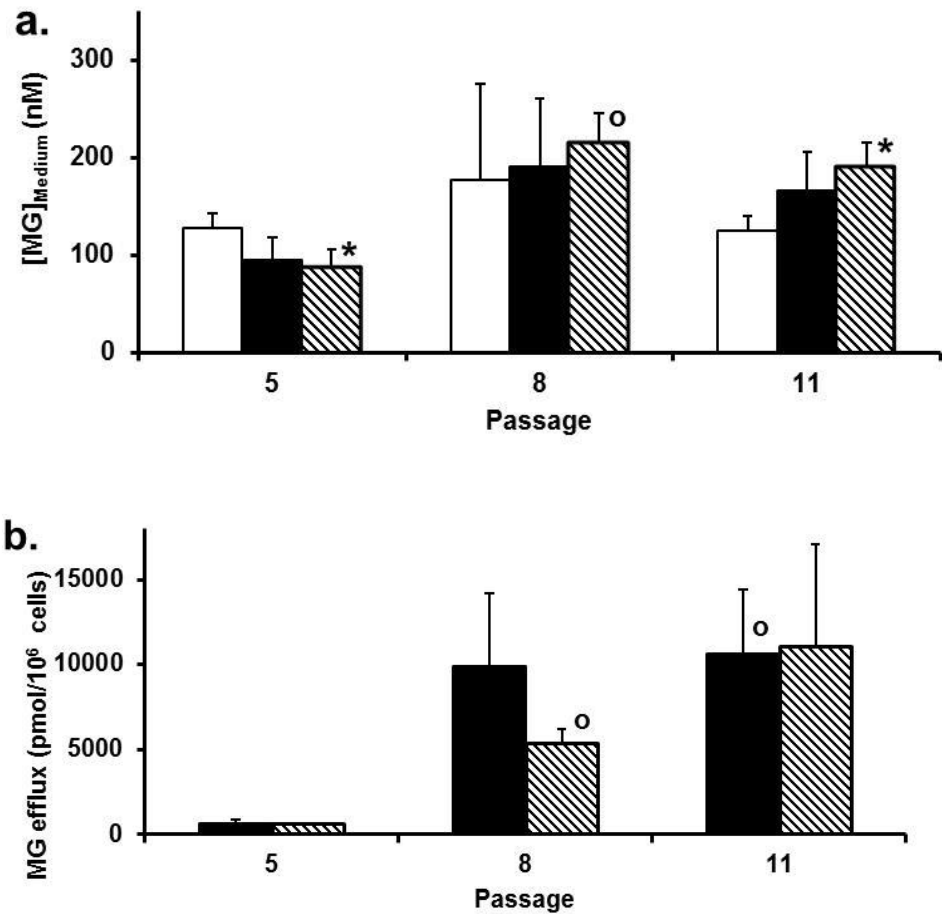 a.
[MG]Medium (nM)
300
200
100
0
*
o
*
5 8 11
Passage
b.
MG efflux (pmol/10⁶ cells)
15000
10000
5000
0
o
o
5 8 11
Passage